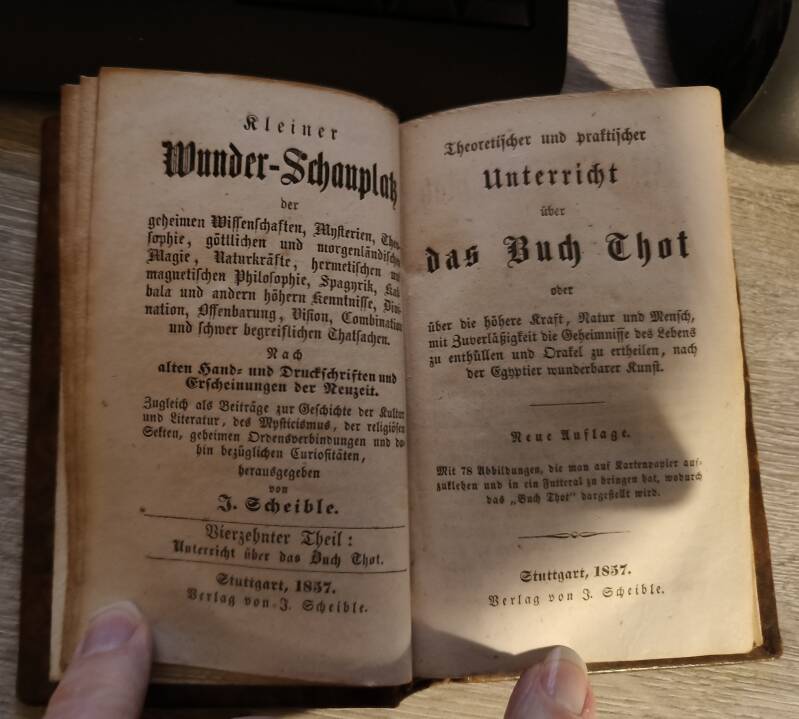 Kleiner
Wunder-Schauplatz
der
geheimen Wissenschaften, Mysterien, Theo-
sophie, göttlichen und morgenländischen
Magie, Naturkräfte, hermetischen und
magnetischen Philosophie, Spagyrik, Kab-
bala und andern höhern Kenntnisse, Divi-
nation, Offenbarung, Vision, Combination
und schwer begreiflichen Thatsachen.
Nach
alten Hand- und Druckschriften und
Erscheinungen der Neuzeit.
Zugleich als Beiträge zur Geschichte der Kultur
und Literatur, des Mysticismus, der religiösen
Sekten, geheimen Ordensverbindungen und da-
hin bezüglichen Curiositäten,
herausgegeben
von
J. Scheible.
Vierzehnter Theil:
Unterricht über das Buch Thot.
Stuttgart, 1857.
Verlag von J. Scheible.
Theoretischer und praktischer
Unterricht
über
das Buch Thot
oder
über die höhere Kraft, Natur und Mensch,
mit Zuverläßigkeit die Geheimnisse des Lebens
zu enthüllen und Orakel zu ertheilen, nach
der Egyptier wunderbarer Kunst.
Neue Auflage.
Mit 78 Abbildungen, die man auf Kartenpapier auf-
zukleben und in ein Futteral zu bringen hat, wodurch
das „Buch Thot" dargestellt wird.
Stuttgart, 1857.
Verlag von J. Scheible.